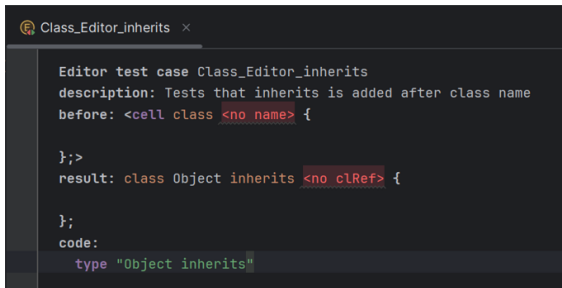 Class_Editor_inherits
Editor test case Class_Editor_inherits
description: Tests that inherits is added after class name
before: <cell class <no name> {
};>
result: class Object inherits <no clRef> {
};
code:
type "Object inherits"